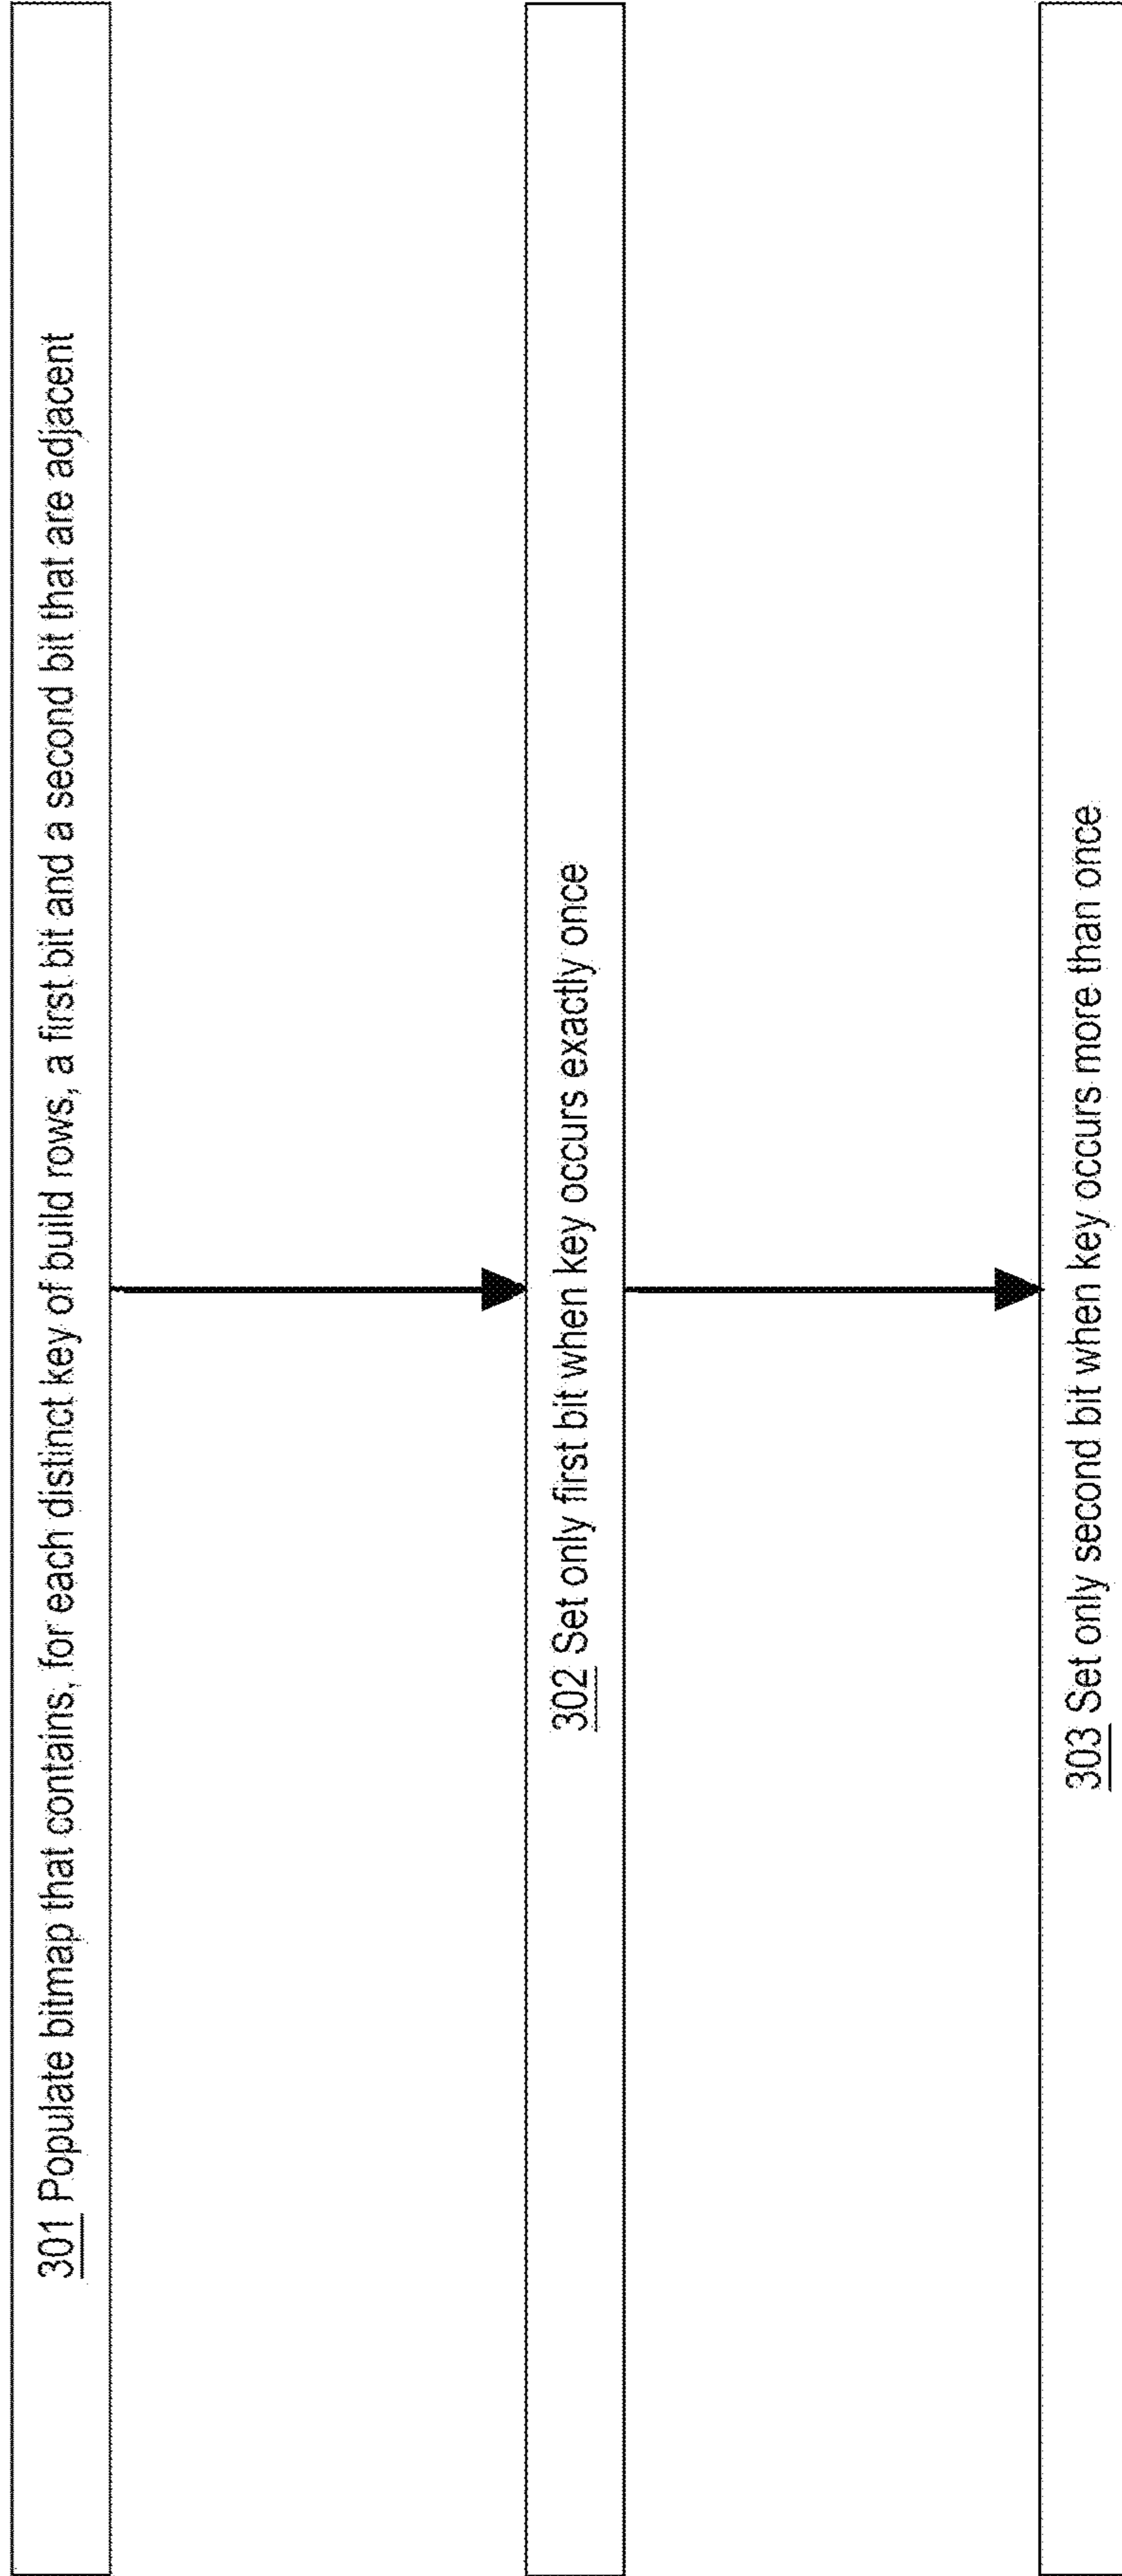 301 Populate bitmap that contains, for each distinct key of build rows, a first bit and a second bit that are adjacent
302 Set only first bit when key occurs exactly once
303 Set only second bit when key occurs more than once